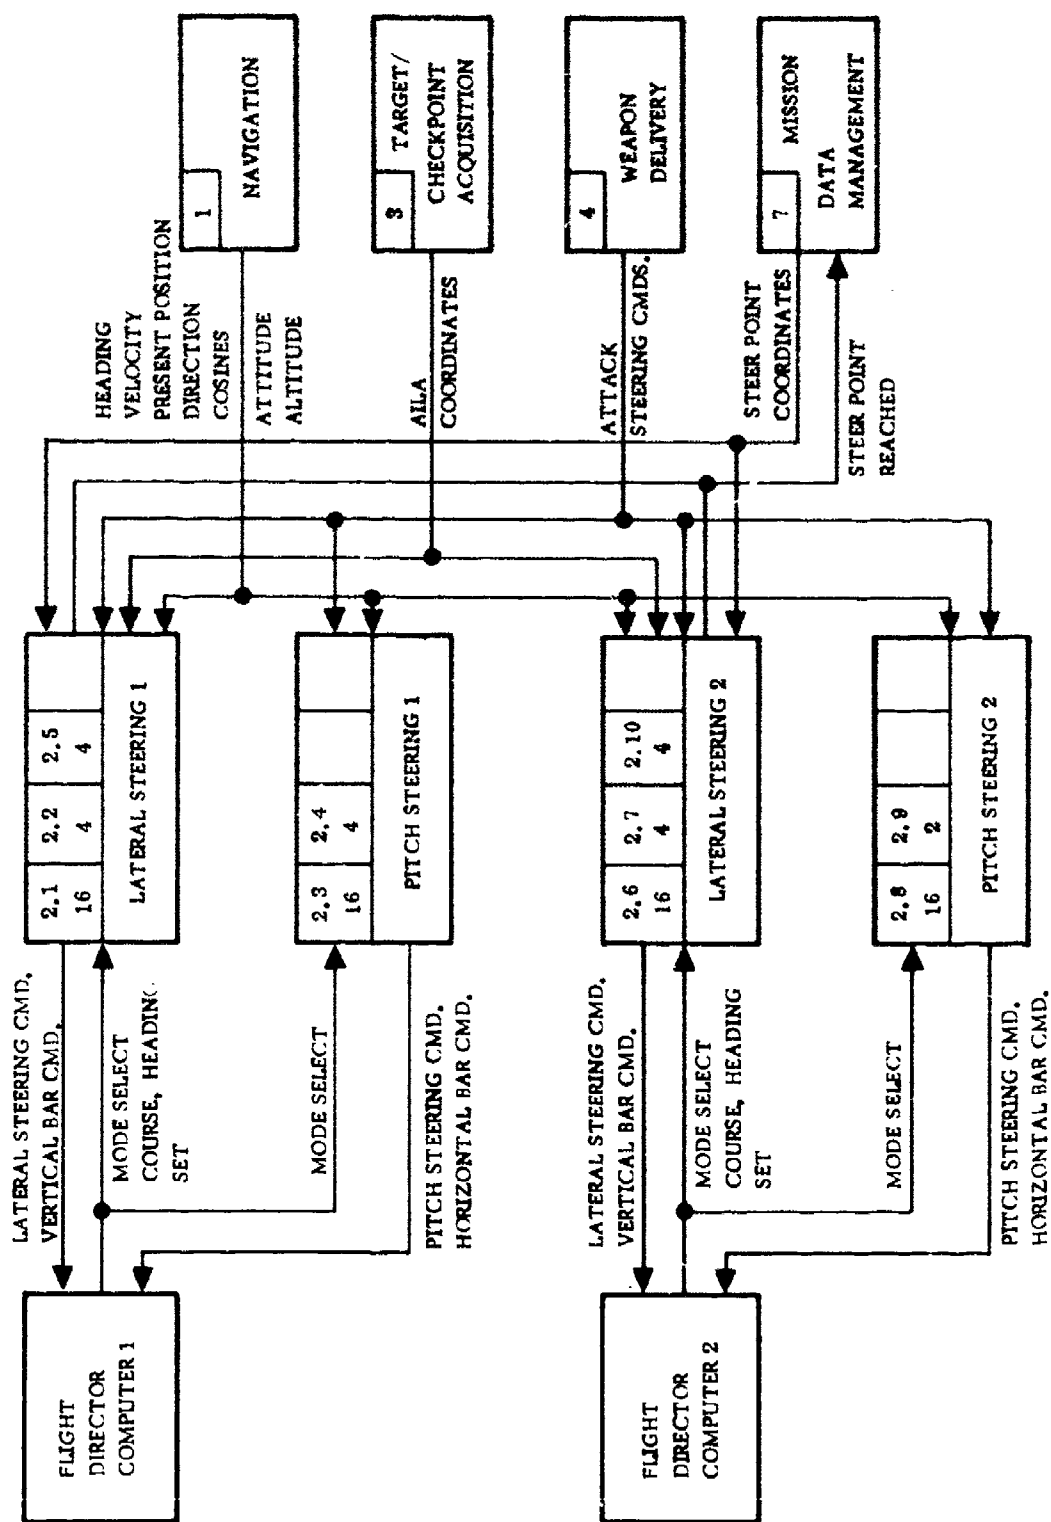 FLIGHT
DIRECTOR
COMPUTER 1
LATERAL STEERING CMD.
VERTICAL BAR CMD.
MODE SELECT
COURSE, HEADING
SET
MODE SELECT
PITCH STEERING CMD.
HORIZONTAL BAR CMD.
2.1
16
2.2
4
2.5
4
LATERAL STEERING 1
2.3
16
2.4
4
PITCH STEERING 1
FLIGHT
DIRECTOR
COMPUTER 2
LATERAL STEERING CMD.
VERTICAL BAR CMD.
MODE SELECT
COURSE, HEADING
SET
MODE SELECT
PITCH STEERING CMD.
HORIZONTAL BAR CMD.
2.6
16
2.7
4
2.10
4
LATERAL STEERING 2
2.8
16
2.9
2
PITCH STEERING 2
HEADING
VELOCITY
PRESENT POSITION
DIRECTION
COSINES
ATTITUDE
ALTITUDE
1
NAVIGATION
AILA
COORDINATES
3
TARGET/
CHECKPOINT
ACQUISITION
ATTACK
STEERING CMDS.
4
WEAPON
DELIVERY
STEER POINT
COORDINATES
STEER POINT
REACHED
7
MISSION
DATA
MANAGEMENT